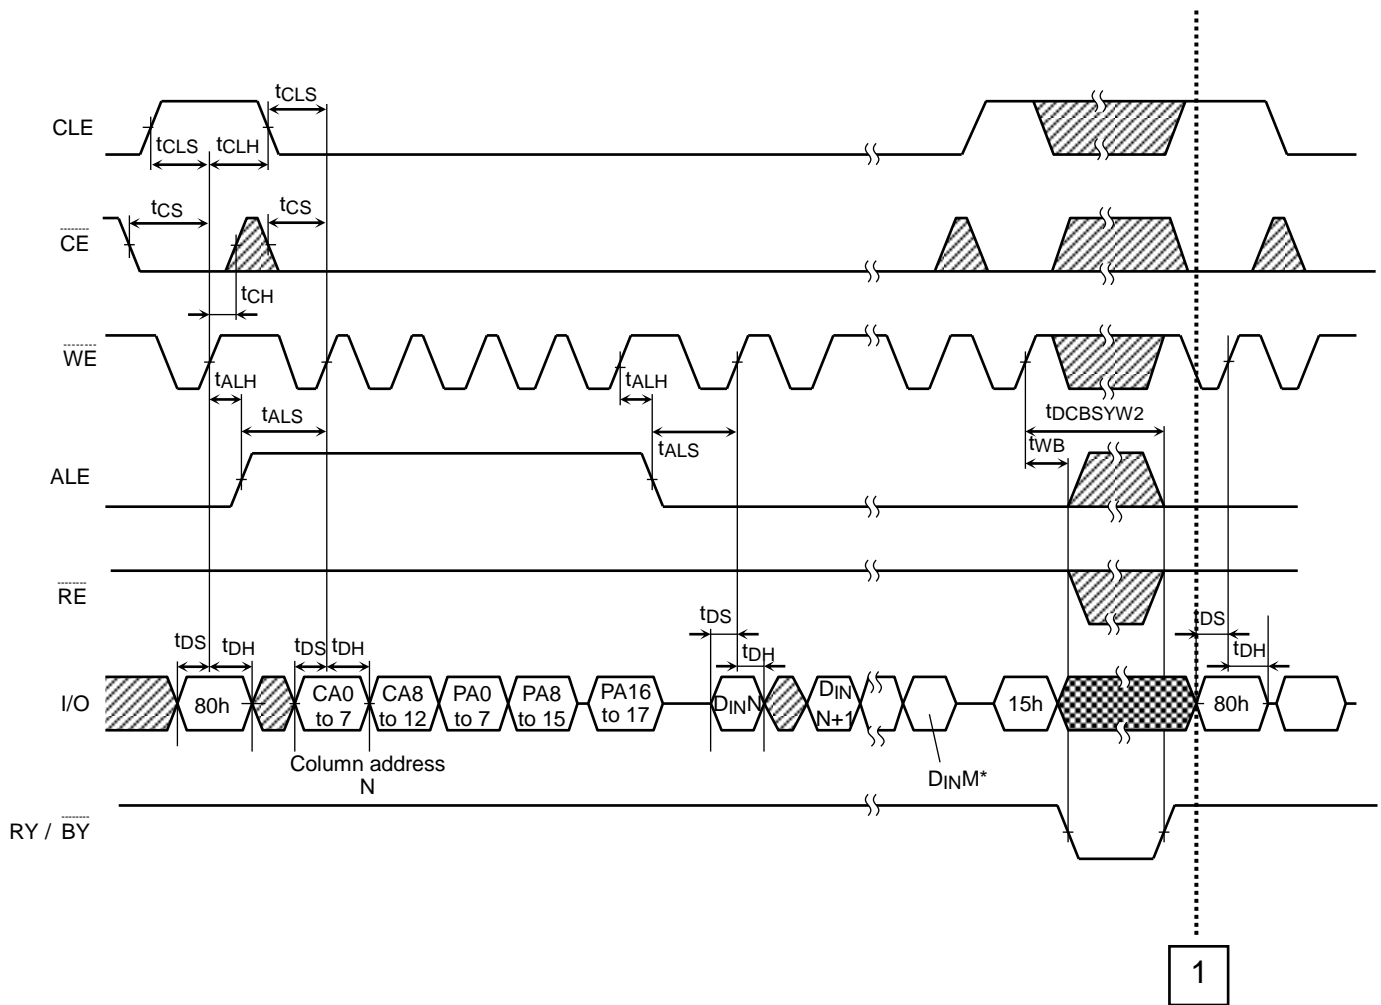 tCLS
CLE
tCLS tCLH
tCS tCS
CE
tCH
WE
tALH tALH
tDCBSYW2
tALS tALS
tWB
ALE
RE
tDS tDH tDS tDH tDS tDH tDS tDH
I/O
80h
CA0 to 7
CA8 to 12
PA0 to 7
PA8 to 15
PA16 to 17
DINN
DIN N+1
15h
80h
Column address
N
DINM*
RY / BY
1